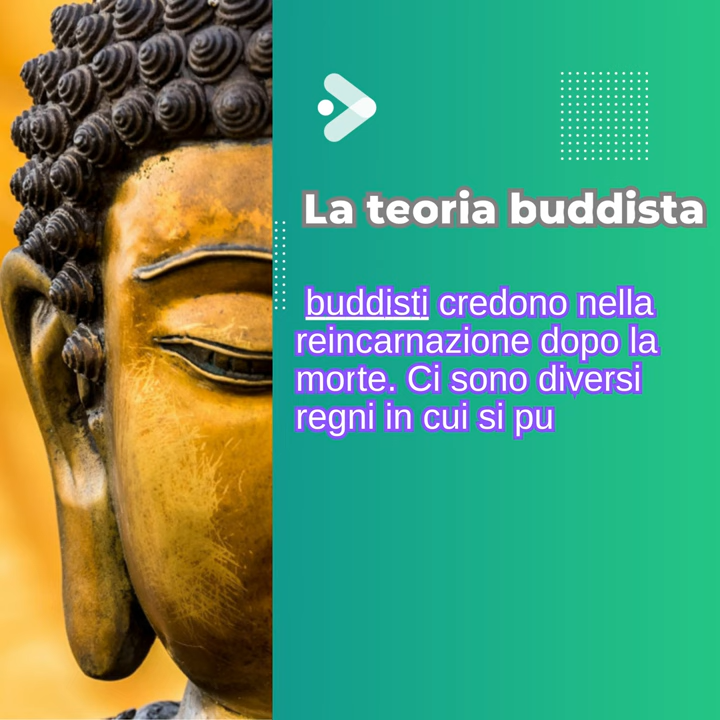 La teoria buddista
buddisti credono nella
reincarnazione dopo la
morte. Ci sono diversi
regni in cui si pu